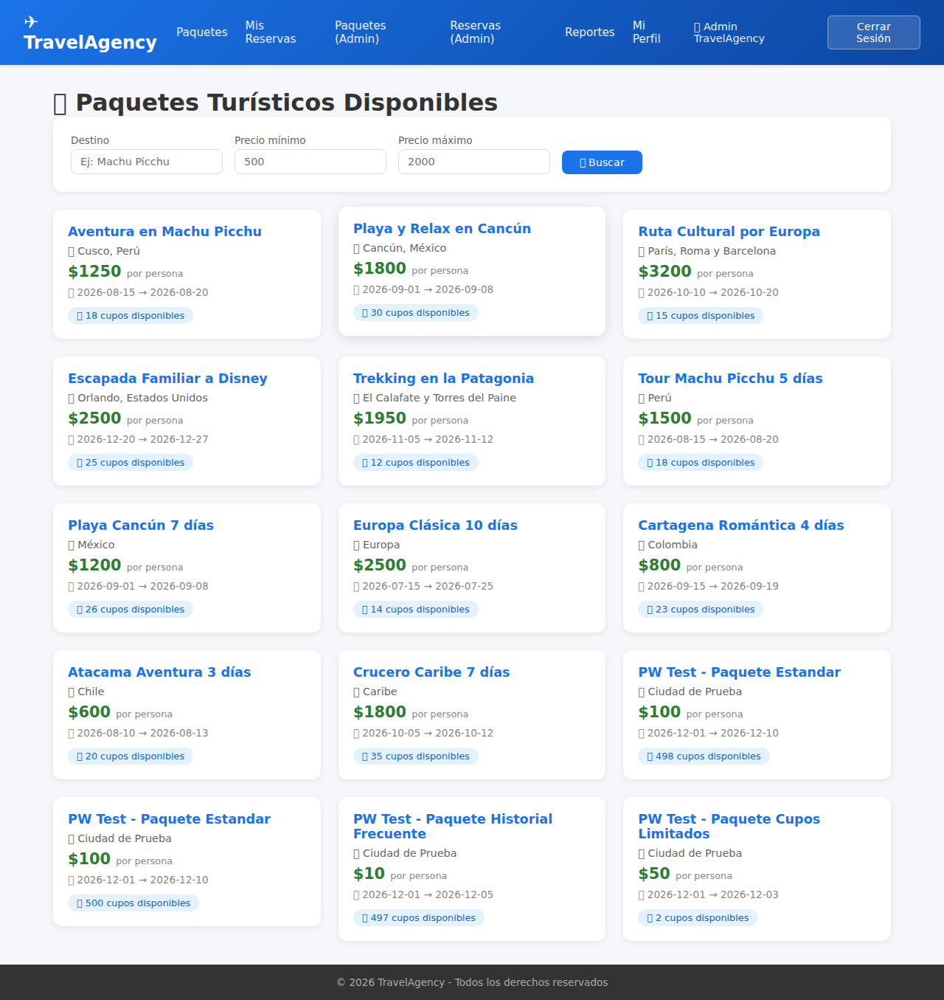 ✈
TravelAgency
Paquetes
Mis
Reservas
Paquetes
(Admin)
Reservas
(Admin)
Reportes
Mi
Perfil
Admin
TravelAgency
Cerrar
Sesión
Paquetes Turísticos Disponibles
Destino
Precio mínimo
Precio máximo
Ej: Machu Picchu
500
2000
Buscar
Aventura en Machu Picchu
Cusco, Perú
$1250 por persona
2026-08-15 → 2026-08-20
18 cupos disponibles
Playa y Relax en Cancún
Cancún, México
$1800 por persona
2026-09-01 → 2026-09-08
30 cupos disponibles
Ruta Cultural por Europa
París, Roma y Barcelona
$3200 por persona
2026-10-10 → 2026-10-20
15 cupos disponibles
Escapada Familiar a Disney
Orlando, Estados Unidos
$2500 por persona
2026-12-20 → 2026-12-27
25 cupos disponibles
Trekking en la Patagonia
El Calafate y Torres del Paine
$1950 por persona
2026-11-05 → 2026-11-12
12 cupos disponibles
Tour Machu Picchu 5 días
Perú
$1500 por persona
2026-08-15 → 2026-08-20
18 cupos disponibles
Playa Cancún 7 días
México
$1200 por persona
2026-09-01 → 2026-09-08
26 cupos disponibles
Europa Clásica 10 días
Europa
$2500 por persona
2026-07-15 → 2026-07-25
14 cupos disponibles
Cartagena Romántica 4 días
Colombia
$800 por persona
2026-09-15 → 2026-09-19
23 cupos disponibles
Atacama Aventura 3 días
Chile
$600 por persona
2026-08-10 → 2026-08-13
20 cupos disponibles
Crucero Caribe 7 días
Caribe
$1800 por persona
2026-10-05 → 2026-10-12
35 cupos disponibles
PW Test - Paquete Estandar
Ciudad de Prueba
$100 por persona
2026-12-01 → 2026-12-10
498 cupos disponibles
PW Test - Paquete Estandar
Ciudad de Prueba
$100 por persona
2026-12-01 → 2026-12-10
500 cupos disponibles
PW Test - Paquete Historial
Frecuente
Ciudad de Prueba
$10 por persona
2026-12-01 → 2026-12-05
497 cupos disponibles
PW Test - Paquete Cupos
Limitados
Ciudad de Prueba
$50 por persona
2026-12-01 → 2026-12-03
2 cupos disponibles
© 2026 TravelAgency - Todos los derechos reservados